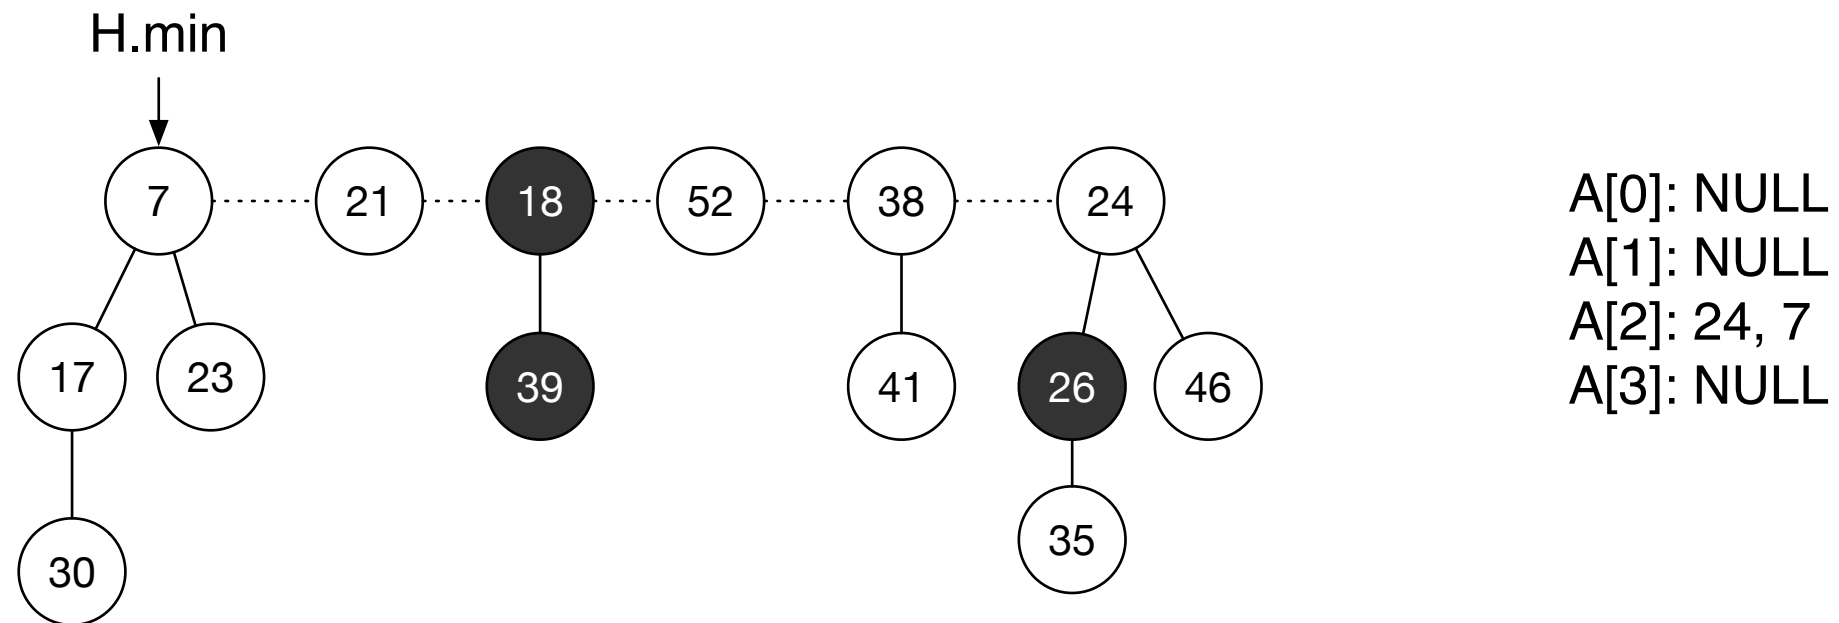 H.min
7 21 18 52 38 24
17 23 39 41 26 46
30 35
A[0]: NULL
A[1]: NULL
A[2]: 24, 7
A[3]: NULL